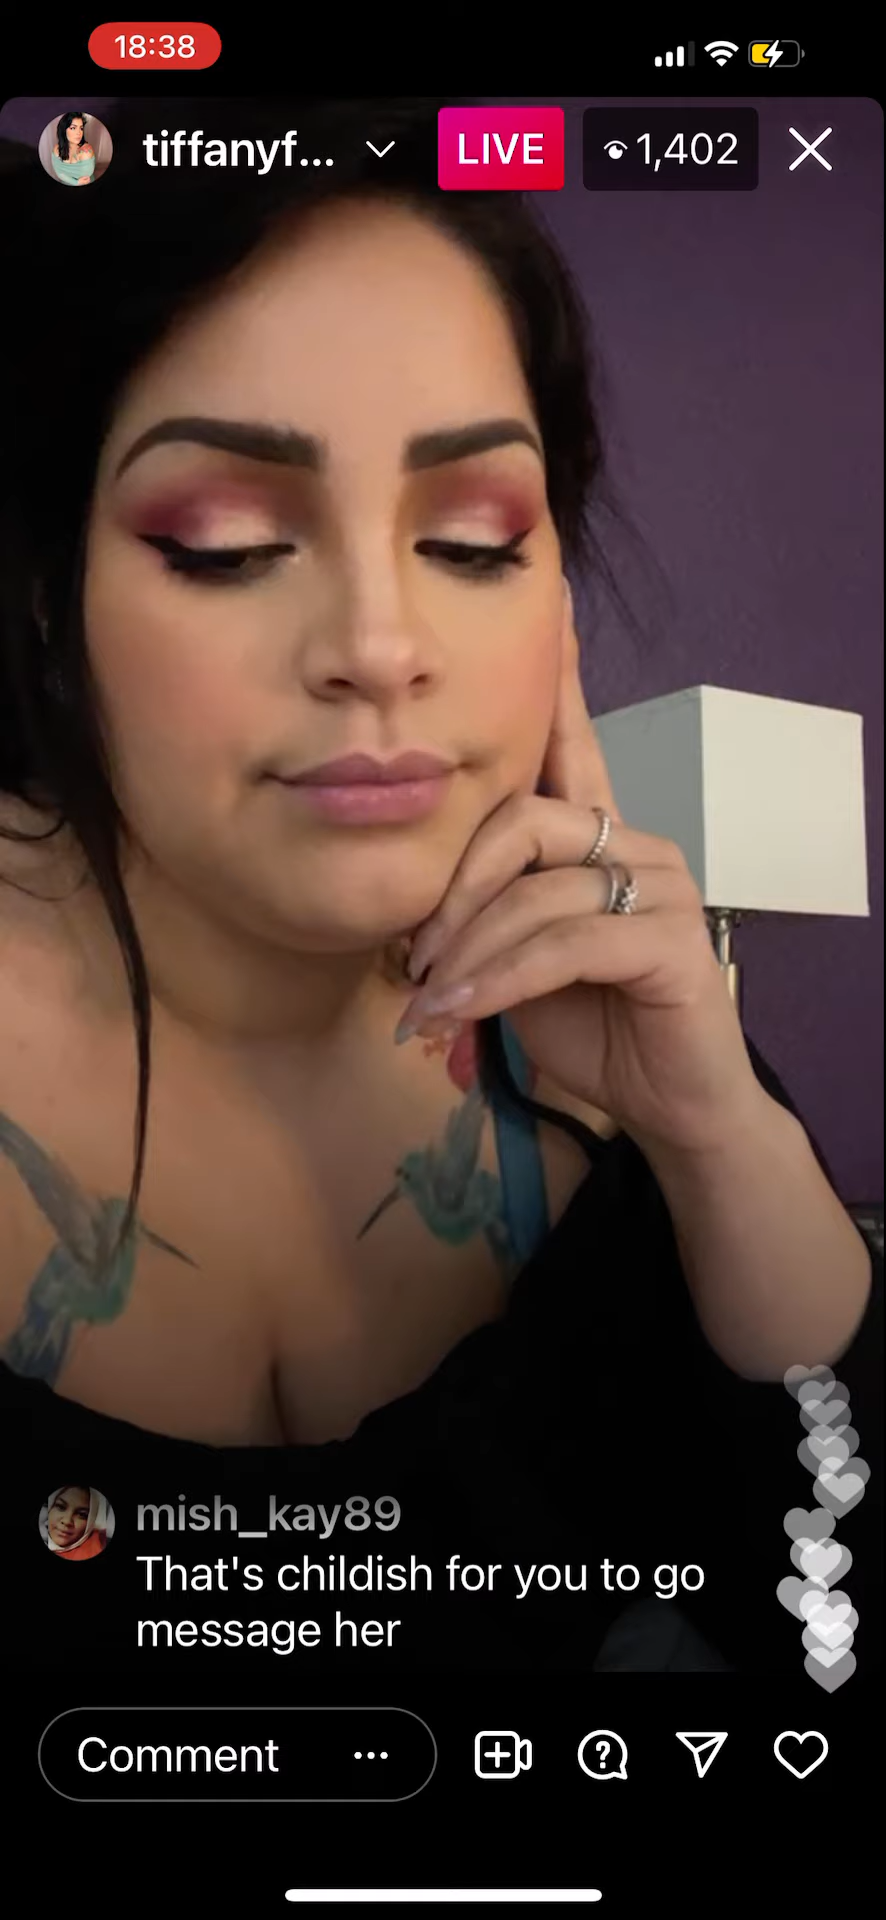 18:38
tiffanyf...
LIVE
1,402
mish_kay89
That's childish for you to go
message her
Comment